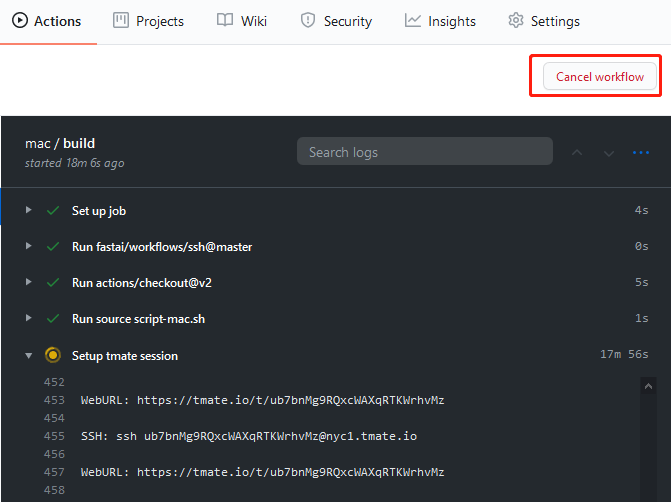 Actions Projects Wiki Security Insights Settings
Cancel workflow
mac / build
started 18m 6s ago
Search logs
Set up job 4s
Run fastai/workflows/ssh@master 0s
Run actions/checkout@v2 5s
Run source script-mac.sh 1s
Setup tmate session 17m 56s
452
453 WebURL: https://tmate.io/t/ub7bnMg9RQxcWAXqRTKWrhvMz
454
455 SSH: ssh ub7bnMg9RQxcWAXqRTKWrhvMz@nyc1.tmate.io
456
457 WebURL: https://tmate.io/t/ub7bnMg9RQxcWAXqRTKWrhvMz
458